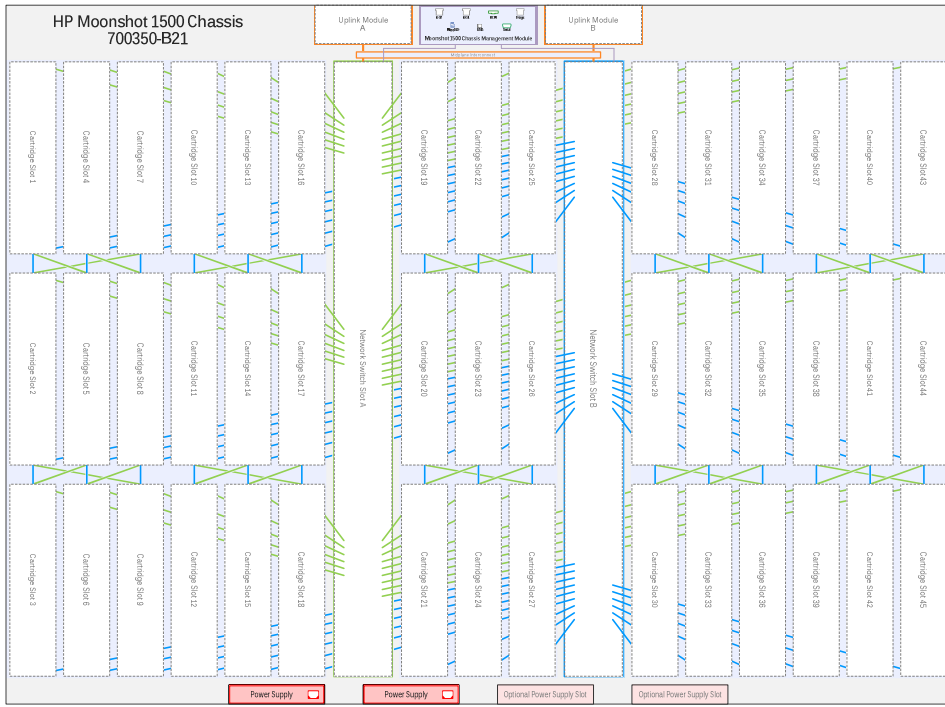 HP Moonshot 1500 Chassis
700350-B21
Uplink Module
A
Moonshot 1500 Chassis Management Module
Uplink Module
B
Cartridge Slot 1
Cartridge Slot 4
Cartridge Slot 7
Cartridge Slot 10
Cartridge Slot 13
Cartridge Slot 16
Cartridge Slot 19
Cartridge Slot 22
Cartridge Slot 25
Cartridge Slot 28
Cartridge Slot 31
Cartridge Slot 34
Cartridge Slot 37
Cartridge Slot 40
Cartridge Slot 43
Cartridge Slot 2
Cartridge Slot 5
Cartridge Slot 8
Cartridge Slot 11
Cartridge Slot 14
Cartridge Slot 17
Network Switch Slot A
Cartridge Slot 20
Cartridge Slot 23
Cartridge Slot 26
Network Switch Slot B
Cartridge Slot 29
Cartridge Slot 32
Cartridge Slot 35
Cartridge Slot 38
Cartridge Slot 41
Cartridge Slot 44
Cartridge Slot 3
Cartridge Slot 6
Cartridge Slot 9
Cartridge Slot 12
Cartridge Slot 15
Cartridge Slot 18
Cartridge Slot 21
Cartridge Slot 24
Cartridge Slot 27
Cartridge Slot 30
Cartridge Slot 33
Cartridge Slot 36
Cartridge Slot 39
Cartridge Slot 42
Cartridge Slot 45
Power Supply
Power Supply
Optional Power Supply Slot
Optional Power Supply Slot